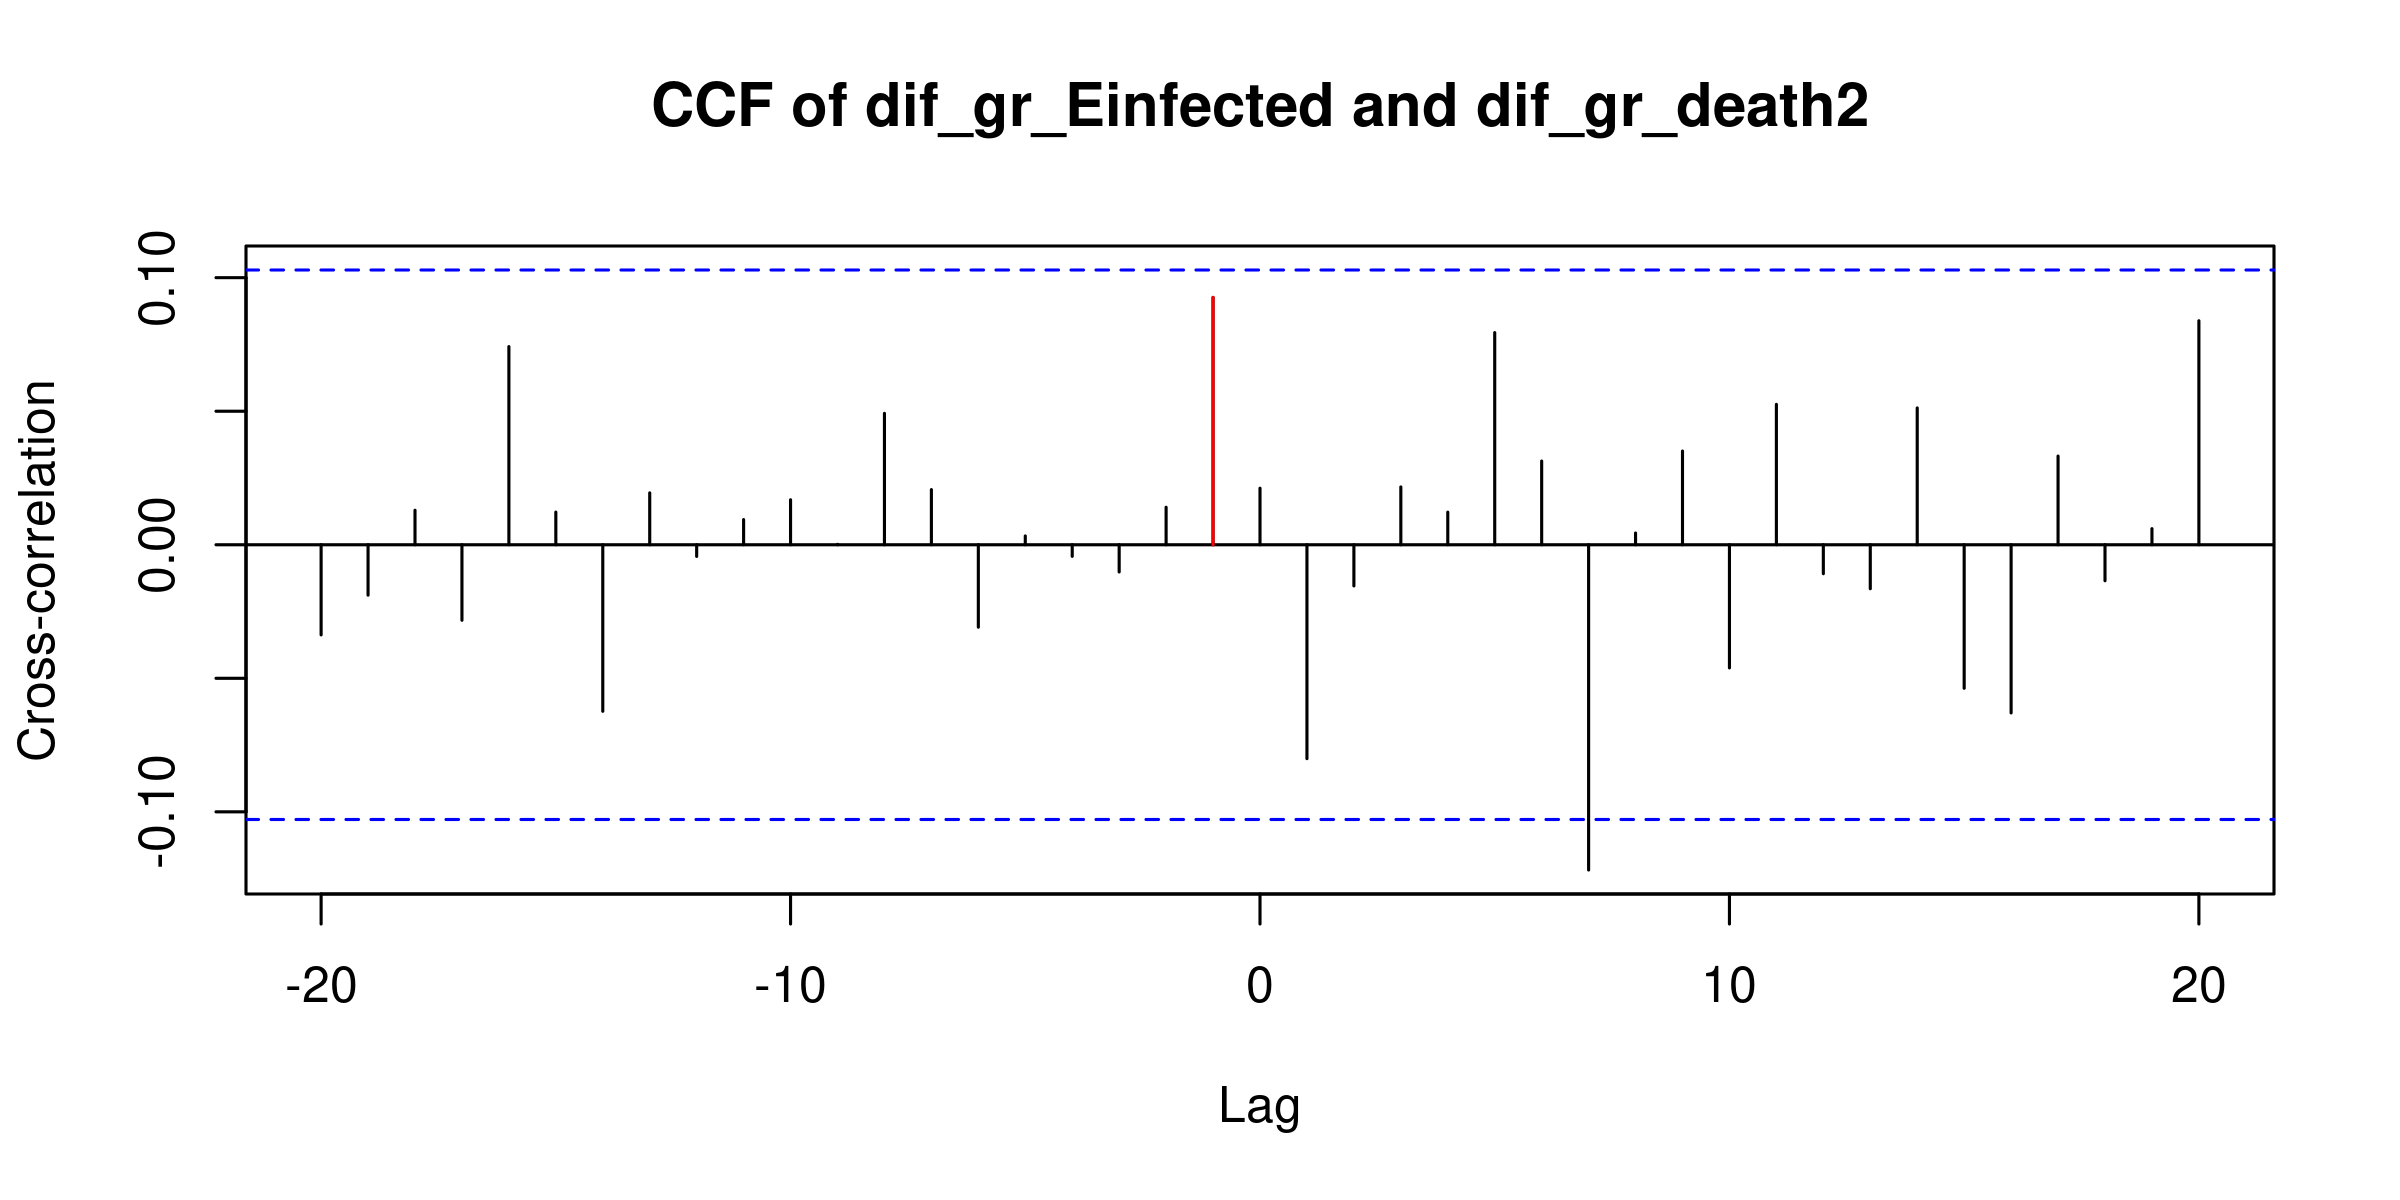 CCF of dif_gr_Einfected and dif_gr_death2
Cross-correlation
0.10
0.00
-0.10
-20 -10 0 10 20
Lag